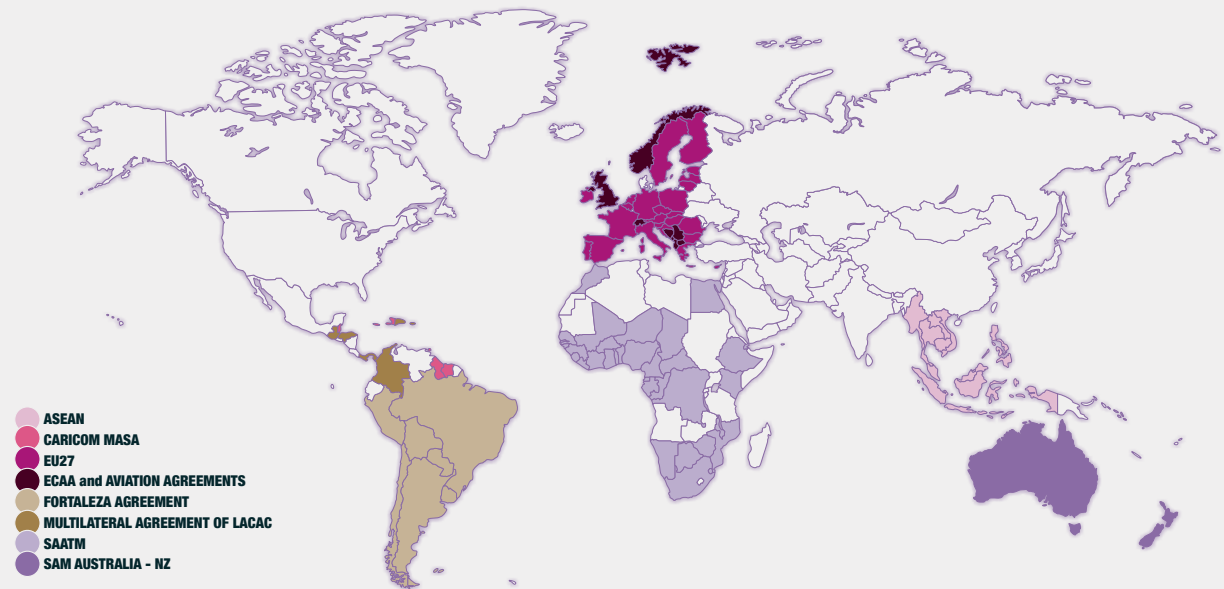 ASEAN
CARICOM MASA
EU27
ECAA and AVIATION AGREEMENTS
FORTALEZA AGREEMENT
MULTILATERAL AGREEMENT OF LACAC
SAATM
SAM AUSTRALIA - NZ